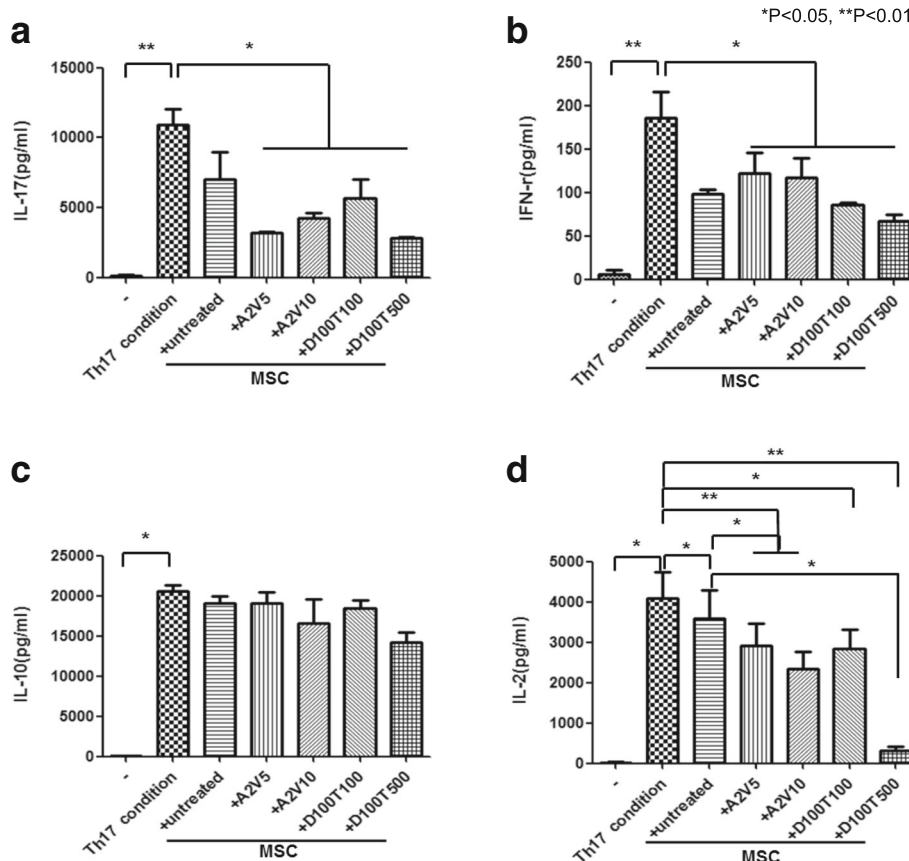 *P<0.05, **P<0.01
a
** *
15000
10000
5000
0
IL-17(pg/ml)
-
Th17 condition
+untreated
+A2V5
+A2V10
+D100T100
+D100T500
MSC
b
** *
250
200
150
100
50
0
IFN-r(pg/ml)
-
Th17 condition
+untreated
+A2V5
+A2V10
+D100T100
+D100T500
MSC
c
*
25000
20000
15000
10000
5000
0
IL-10(pg/ml)
-
Th17 condition
+untreated
+A2V5
+A2V10
+D100T100
+D100T500
MSC
d
**
*
**
*
* * *
5000
4000
3000
2000
1000
0
IL-2(pg/ml)
-
Th17 condition
+untreated
+A2V5
+A2V10
+D100T100
+D100T500
MSC